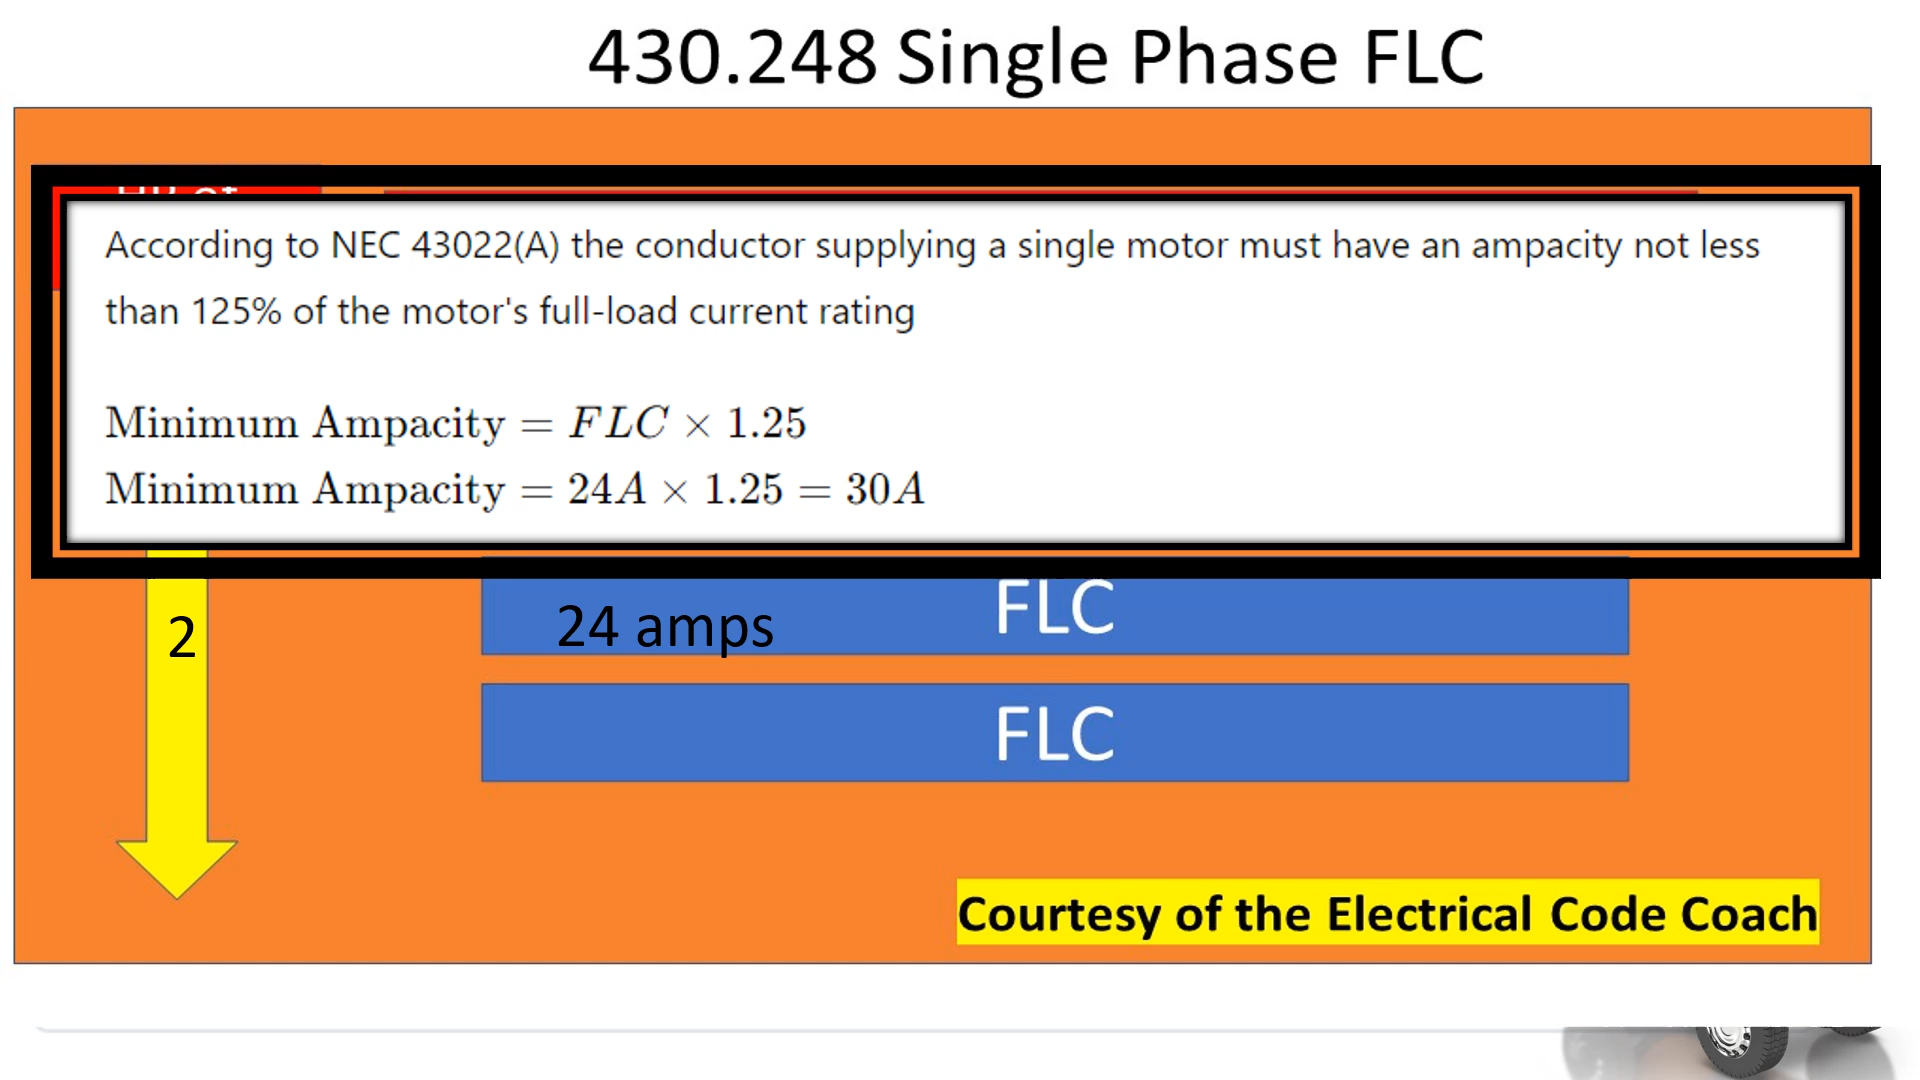 430.248 Single Phase FLC
HP of
According to NEC 43022(A) the conductor supplying a single motor must have an ampacity not less
than 125% of the motor's full-load current rating
Minimum Ampacity = FLC × 1.25
Minimum Ampacity = 24A × 1.25 = 30A
2
24 amps
FLC
FLC
Courtesy of the Electrical Code Coach